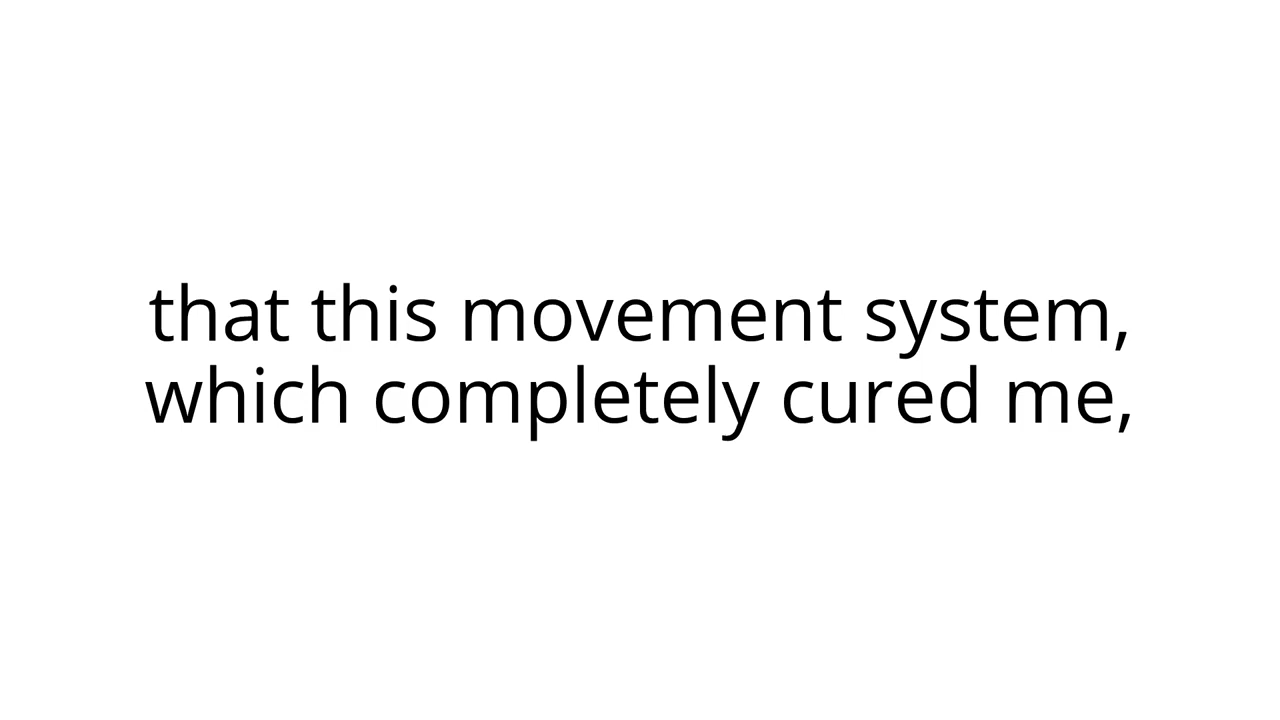 that this movement system,
which completely cured me,